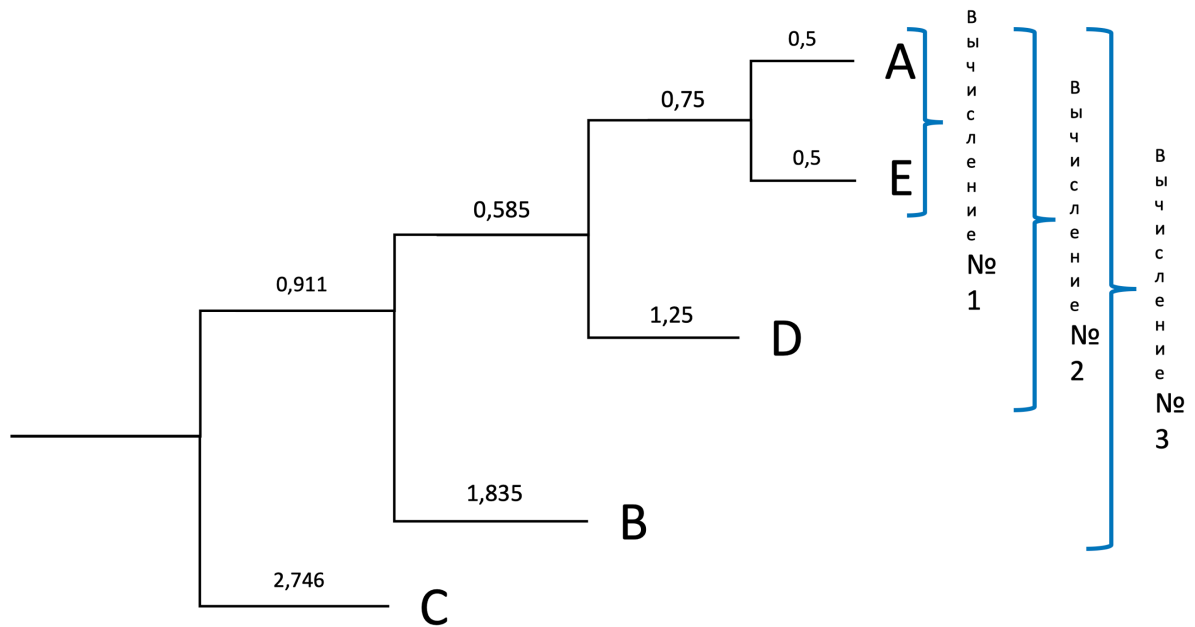 0,5
A
0,75
0,5
E
0,585
0,911
1,25
D
1,835
B
2,746
C
Вычисление
№
1
Вычисление
№
2
Вычисление
№
3